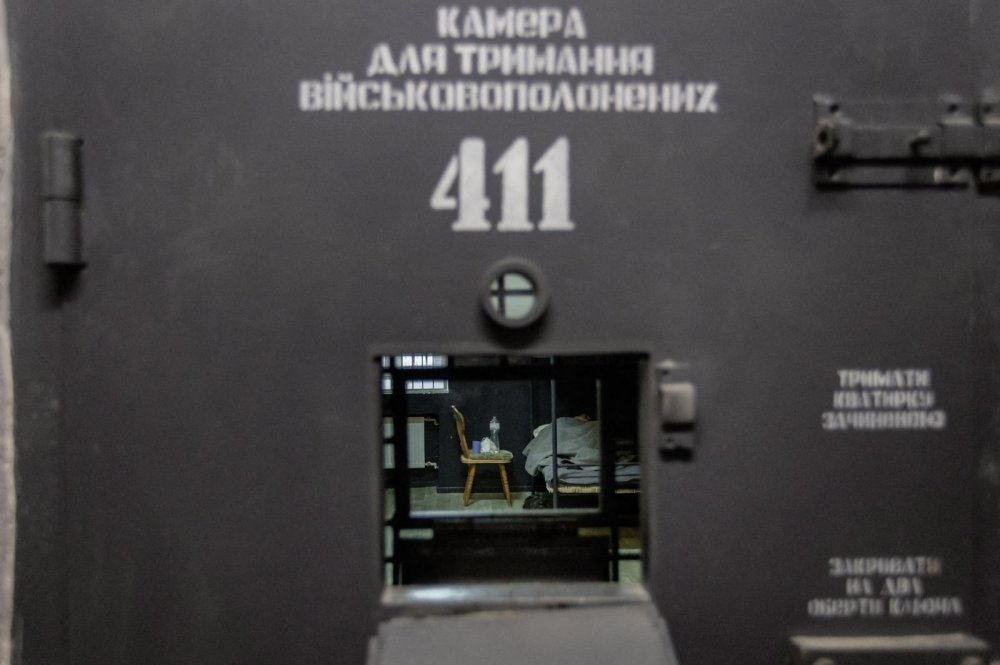 КАМЕРА
ДЛЯ ТРИМАННЯ
ВІЙСЬКОВОПОЛОНЕНИХ
411
ТРИМАТИ
КВАТИРКУ
ЗАЧИНЕНОЮ
ЗАКРИВАТИ
НА ДВА
ОБЕРТИ КЛЮЧА